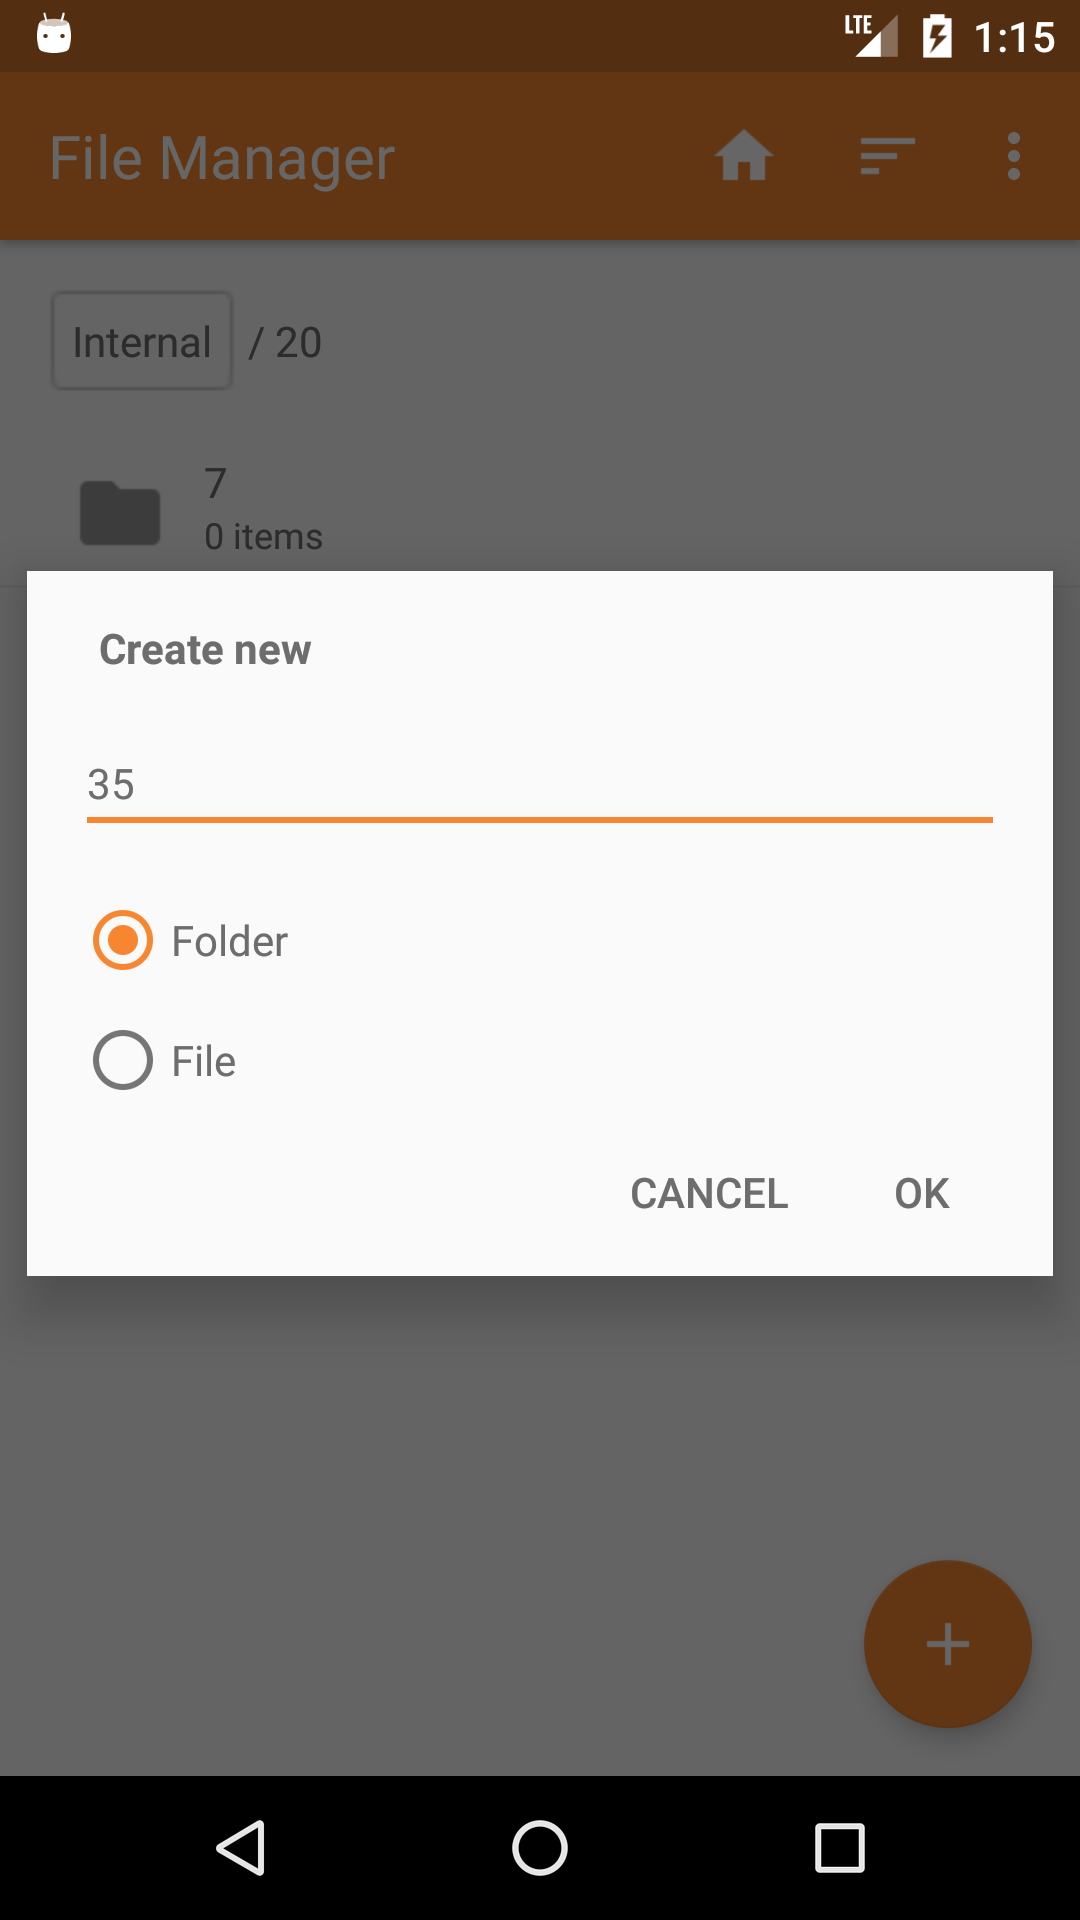 LTE 1:15
File Manager
Internal / 20
7
0 items
Create new
35
Folder
File
CANCEL OK